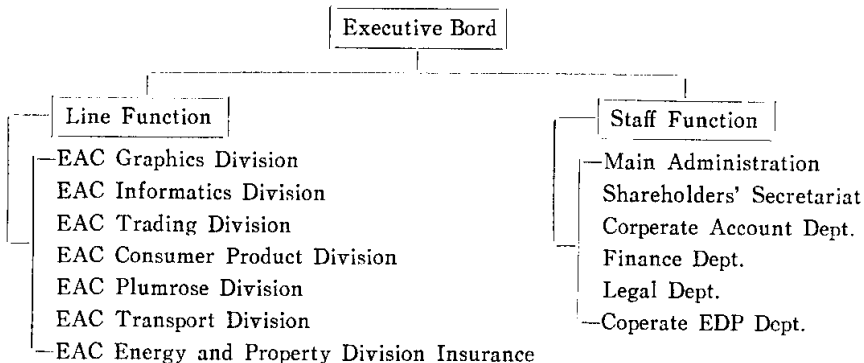 Executive Bord
Line Function
EAC Graphics Division
EAC Informatics Division
EAC Trading Division
EAC Consumer Product Division
EAC Plumrose Division
EAC Transport Division
EAC Energy and Property Division Insurance
Staff Function
Main Administration
Shareholders' Secretariat
Corperate Account Dept.
Finance Dept.
Legal Dept.
Coperate EDP Dept.